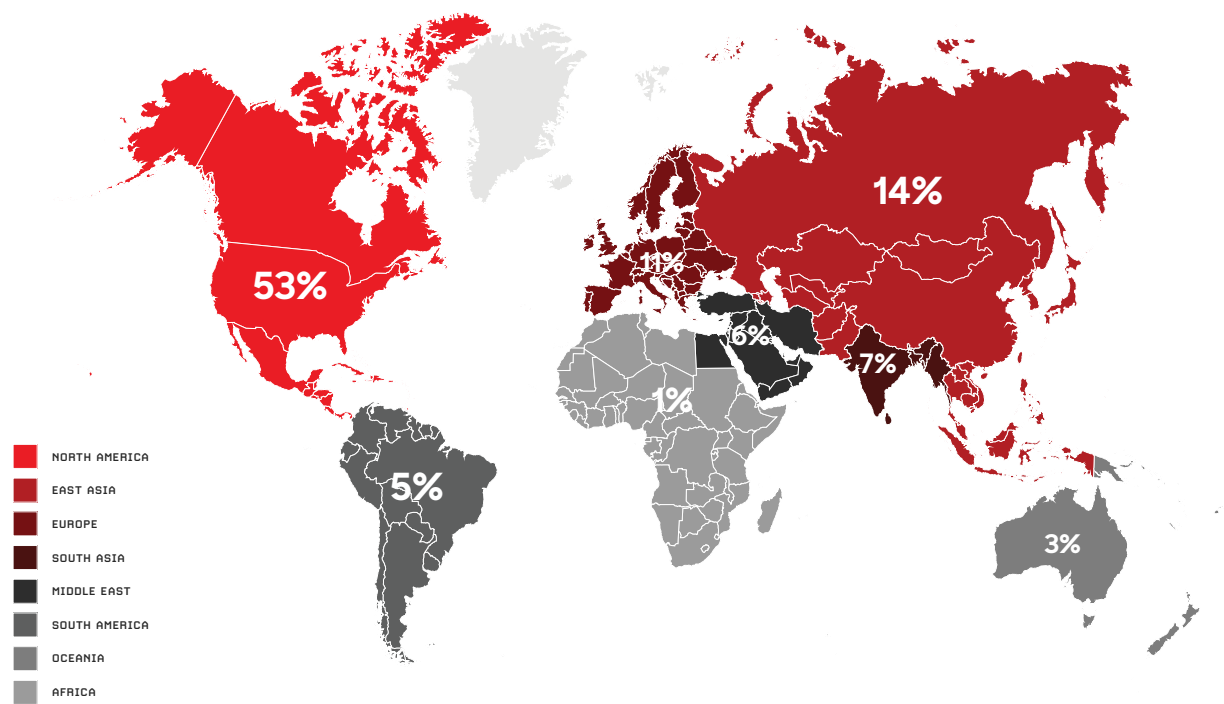 14%
11%
53%
6%
7%
1%
5%
3%
NORTH AMERICA
EAST ASIA
EUROPE
SOUTH ASIA
MIDDLE EAST
SOUTH AMERICA
OCEANIA
AFRICA